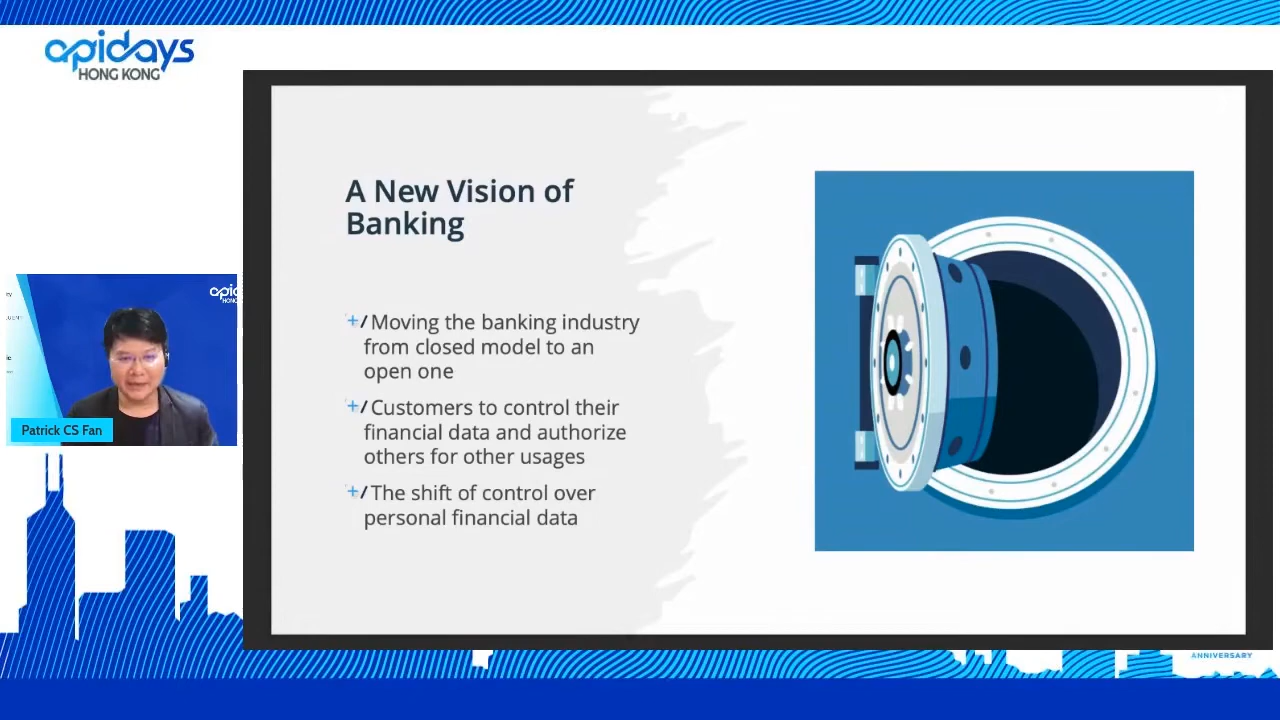 apidays
HONG KONG
A New Vision of
Banking
+/ Moving the banking industry
from closed model to an
open one
+/ Customers to control their
financial data and authorize
others for other usages
+/ The shift of control over
personal financial data
Patrick CS Fan
ANNIVERSARY